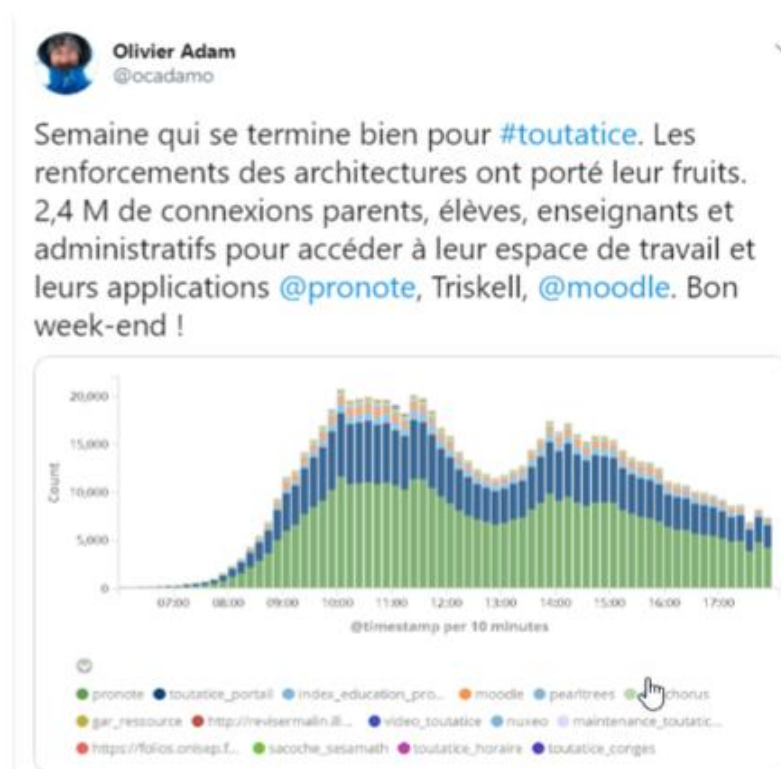 Olivier Adam
@ocadamo
Semaine qui se termine bien pour #toutatice. Les
renforcements des architectures ont porté leur fruits.
2,4 M de connexions parents, élèves, enseignants et
administratifs pour accéder à leur espace de travail et
leurs applications @pronote, Triskell, @moodle. Bon
week-end !
20,000
15,000
10,000
5,000
0
Count
07:00 08:00 09:00 10:00 11:00 12:00 13:00 14:00 15:00 16:00 17:00
@timestamp per 10 minutes
pronote toutatice_portail index_education_pro... moodle pearltrees chorus
gar_ressource http://revisermalin.ill... video_toutatice nuxeo maintenance_toutatic...
https://folios.onisep.f... sacoche_sesamath toutatice_horaire toutatice_conges